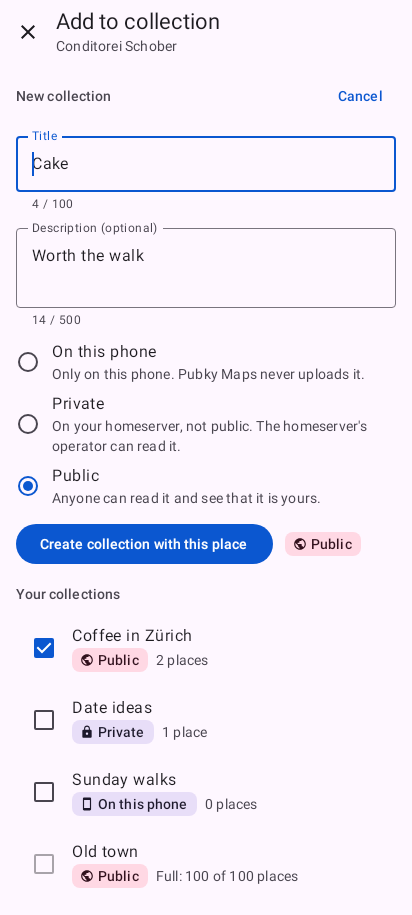 Add to collection
Conditorei Schober
New collection
Cancel
Title
Cake
4 / 100
Description (optional)
Worth the walk
14 / 500
On this phone
Only on this phone. Pubky Maps never uploads it.
Private
On your homeserver, not public. The homeserver's
operator can read it.
Public
Anyone can read it and see that it is yours.
Create collection with this place
Public
Your collections
Coffee in Zürich
Public 2 places
Date ideas
Private 1 place
Sunday walks
On this phone 0 places
Old town
Public Full: 100 of 100 places